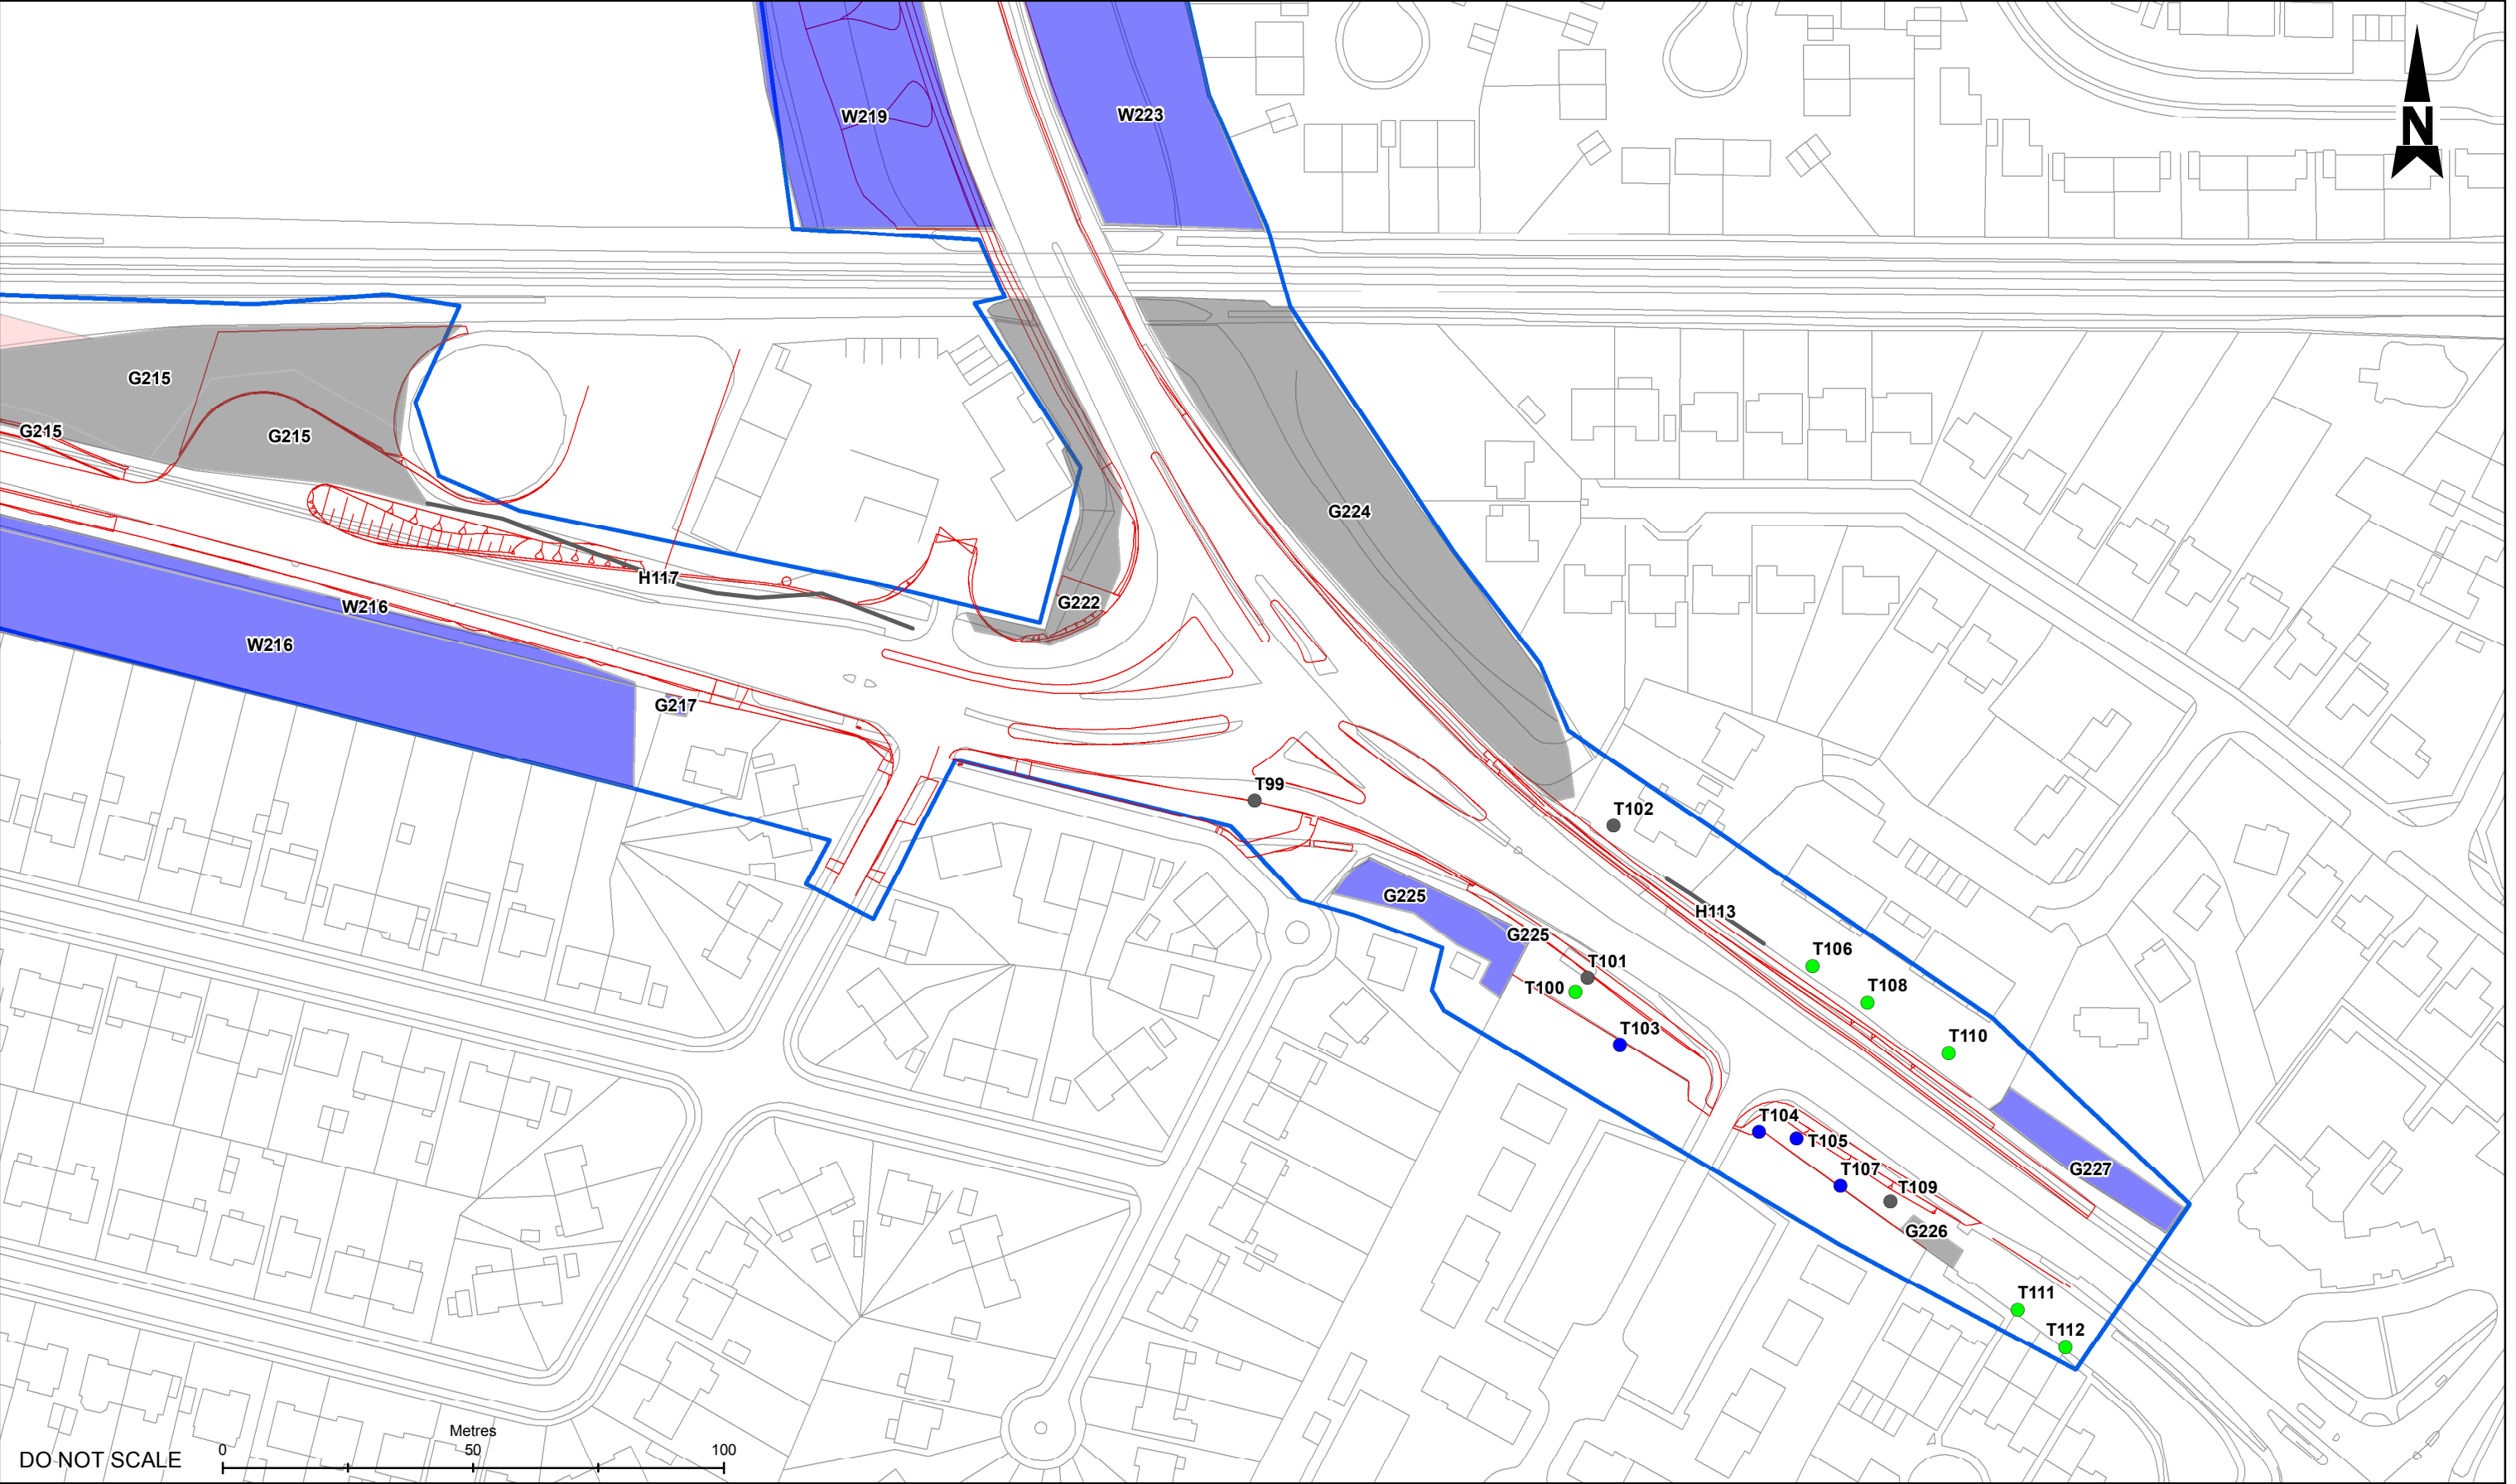 W219
W223
N
G215
G215
G215
G224
H117
W216
G222
W216
G217
T99
T102
G225
H113
G225
T106
T101
T108
T100
T103
T110
T104
T105
G227
T107
T109
G226
T111
T112
Metres
0 50 100
DO NOT SCALE